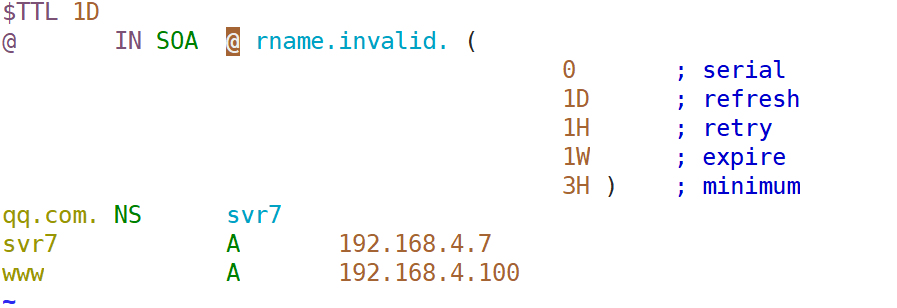 $TTL 1D
@ IN SOA @ rname.invalid. (
0 ; serial
1D ; refresh
1H ; retry
1W ; expire
3H ) ; minimum
qq.com. NS svr7
svr7 A 192.168.4.7
www A 192.168.4.100
~